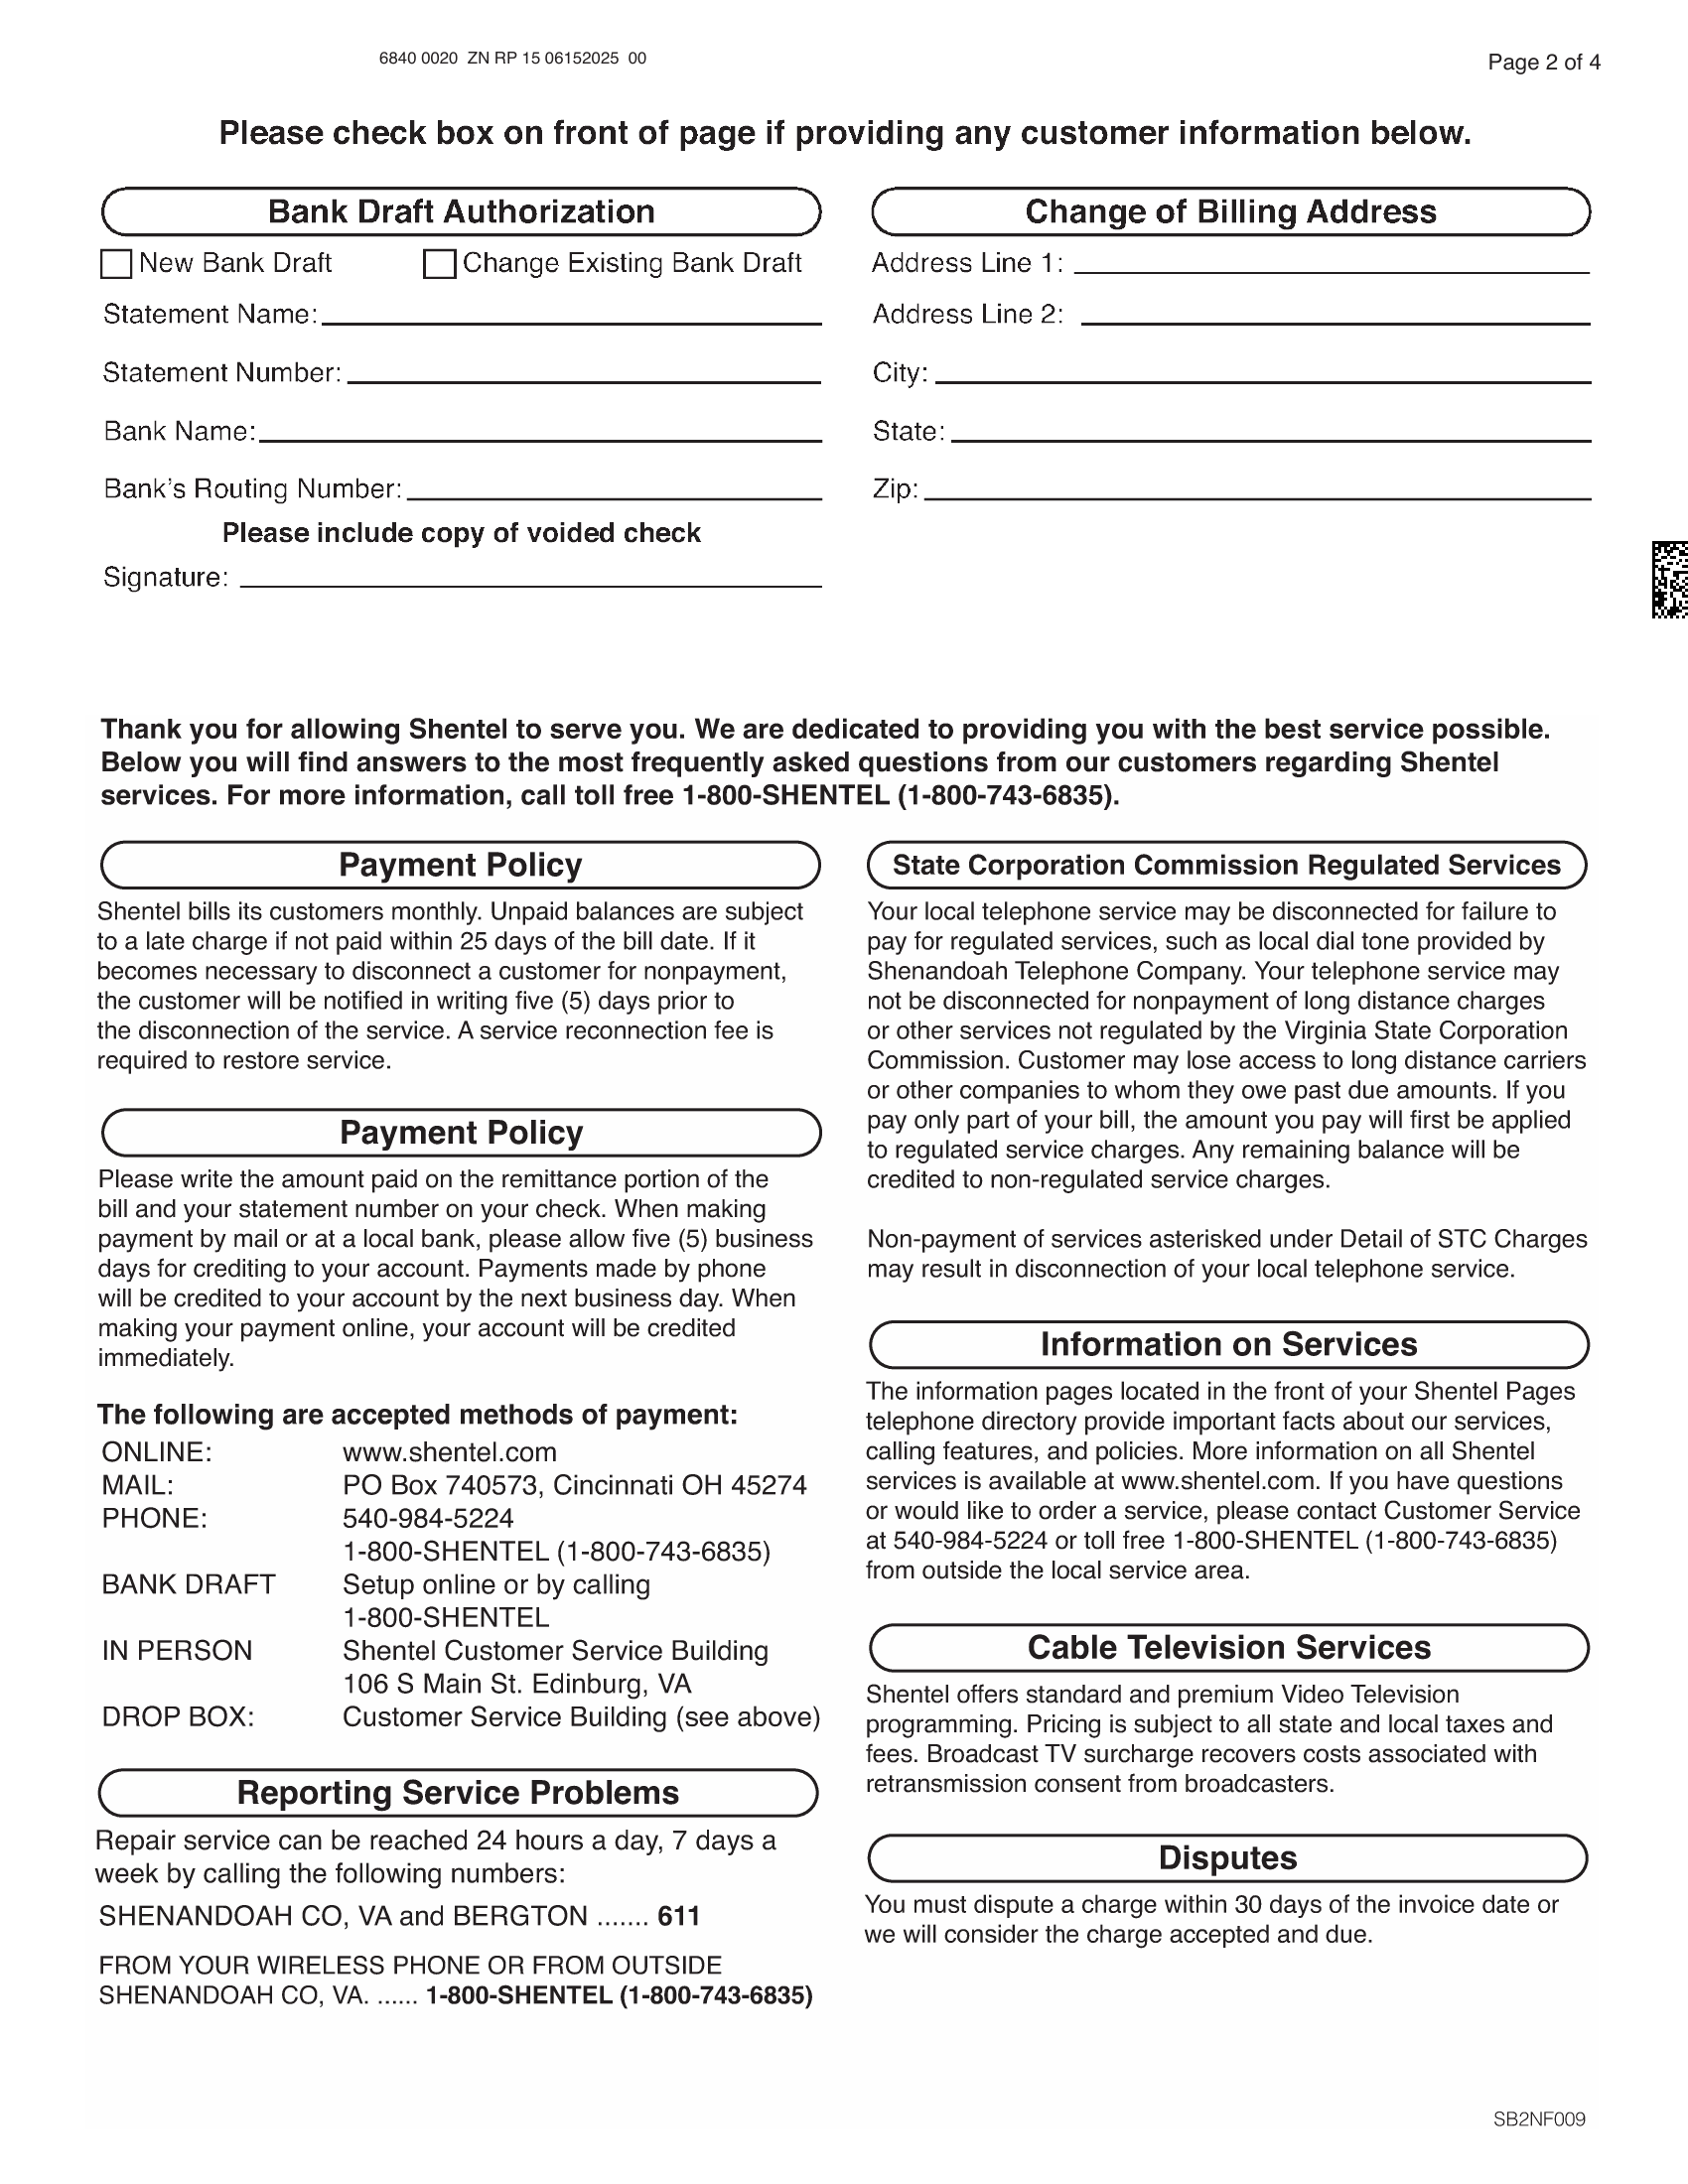 6840 0020 ZN RP 15 06152025 00
Page 2 of 4
Please check box on front of page if providing any customer information below.
Bank Draft Authorization
New Bank Draft
Change Existing Bank Draft
Statement Name:
Statement Number:
Bank Name:
Bank's Routing Number:
Please include copy of voided check
Signature:
Change of Billing Address
Address Line 1:
Address Line 2:
City:
State:
Zip:
Thank you for allowing Shentel to serve you. We are dedicated to providing you with the best service possible.
Below you will find answers to the most frequently asked questions from our customers regarding Shentel
services. For more information, call toll free 1-800-SHENTEL (1-800-743-6835).
Payment Policy
Shentel bills its customers monthly. Unpaid balances are subject
to a late charge if not paid within 25 days of the bill date. If it
becomes necessary to disconnect a customer for nonpayment,
the customer will be notified in writing five (5) days prior to
the disconnection of the service. A service reconnection fee is
required to restore service.
Payment Policy
Please write the amount paid on the remittance portion of the
bill and your statement number on your check. When making
payment by mail or at a local bank, please allow five (5) business
days for crediting to your account. Payments made by phone
will be credited to your account by the next business day. When
making your payment online, your account will be credited
immediately.
The following are accepted methods of payment:
ONLINE: www.shentel.com
MAIL: PO Box 740573, Cincinnati OH 45274
PHONE: 540-984-5224
1-800-SHENTEL (1-800-743-6835)
BANK DRAFT Setup online or by calling
1-800-SHENTEL
IN PERSON Shentel Customer Service Building
106 S Main St. Edinburg, VA
DROP BOX: Customer Service Building (see above)
Reporting Service Problems
Repair service can be reached 24 hours a day, 7 days a
week by calling the following numbers:
SHENANDOAH CO, VA and BERGTON ....... 611
FROM YOUR WIRELESS PHONE OR FROM OUTSIDE
SHENANDOAH CO, VA. ...... 1-800-SHENTEL (1-800-743-6835)
State Corporation Commission Regulated Services
Your local telephone service may be disconnected for failure to
pay for regulated services, such as local dial tone provided by
Shenandoah Telephone Company. Your telephone service may
not be disconnected for nonpayment of long distance charges
or other services not regulated by the Virginia State Corporation
Commission. Customer may lose access to long distance carriers
or other companies to whom they owe past due amounts. If you
pay only part of your bill, the amount you pay will first be applied
to regulated service charges. Any remaining balance will be
credited to non-regulated service charges.
Non-payment of services asterisked under Detail of STC Charges
may result in disconnection of your local telephone service.
Information on Services
The information pages located in the front of your Shentel Pages
telephone directory provide important facts about our services,
calling features, and policies. More information on all Shentel
services is available at www.shentel.com. If you have questions
or would like to order a service, please contact Customer Service
at 540-984-5224 or toll free 1-800-SHENTEL (1-800-743-6835)
from outside the local service area.
Cable Television Services
Shentel offers standard and premium Video Television
programming. Pricing is subject to all state and local taxes and
fees. Broadcast TV surcharge recovers costs associated with
retransmission consent from broadcasters.
Disputes
You must dispute a charge within 30 days of the invoice date or
we will consider the charge accepted and due.
SB2NF009